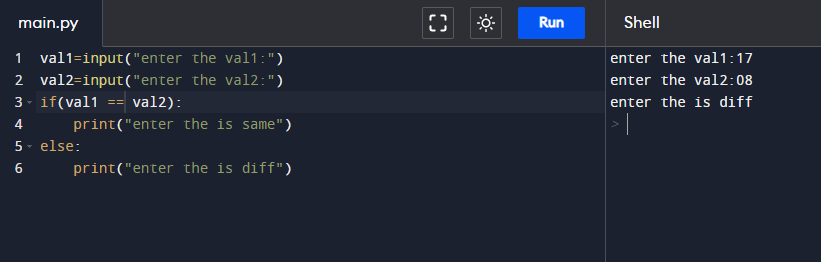 main.py Run Shell
1 val1=input("enter the val1:")
2 val2=input("enter the val2:")
3 if(val1 == val2):
4     print("enter the is same")
5 else:
6     print("enter the is diff")
enter the val1:17
enter the val2:08
enter the is diff
>